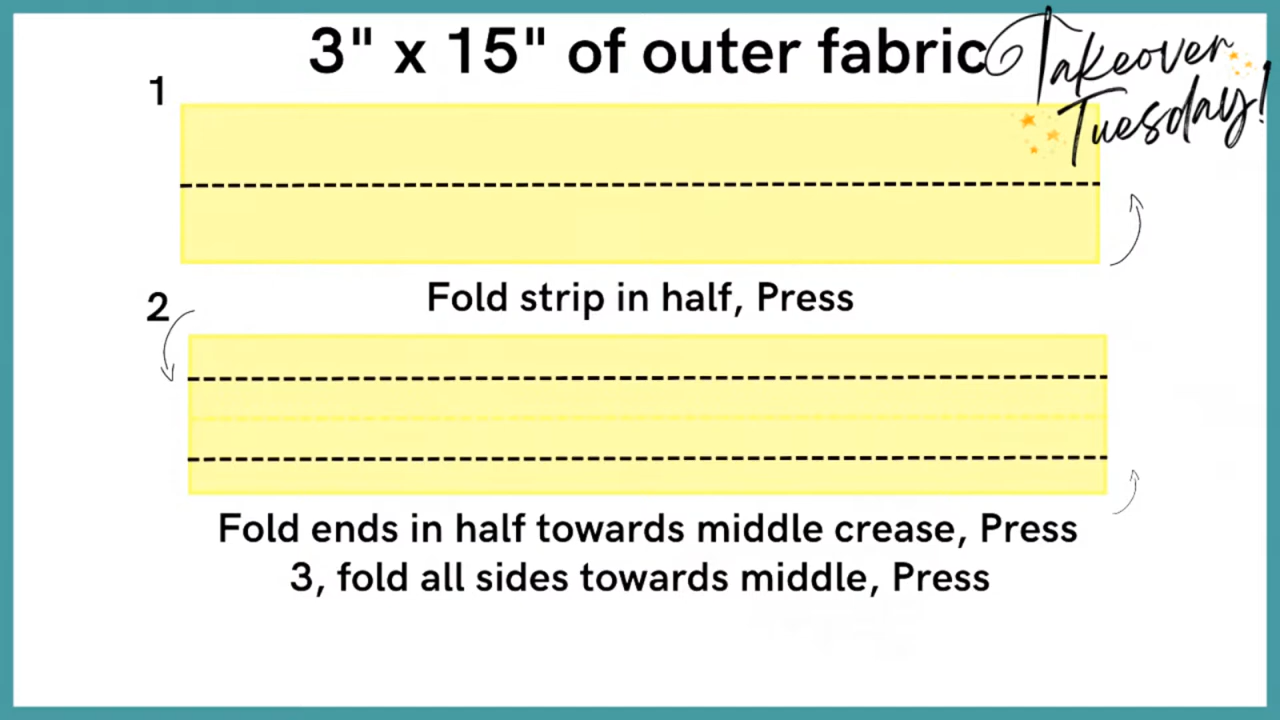 3" x 15" of outer fabric
Takeover
Tuesday!
1
Fold strip in half, Press
2
Fold ends in half towards middle crease, Press
3, fold all sides towards middle, Press